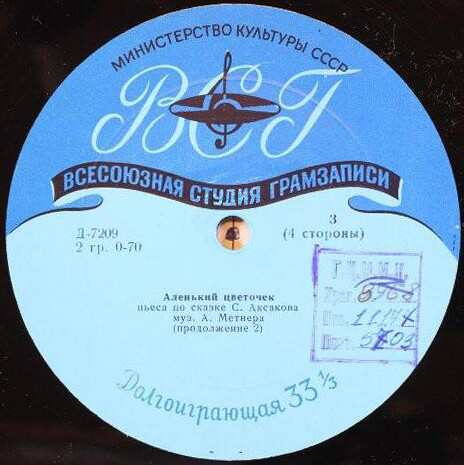 МИНИСТЕРСТВО КУЛЬТУРЫ СССР
ВСГ
ВСЕСОЮЗНАЯ СТУДИЯ ГРАМЗАПИСИ
Д-7209
2 гр. 0-70
3
(4 стороны)
Аленький цветочек
пьеса по сказке С. Аксакова
муз. А. Метнера
(продолжение 2)
Долгоиграющая 33 1/3